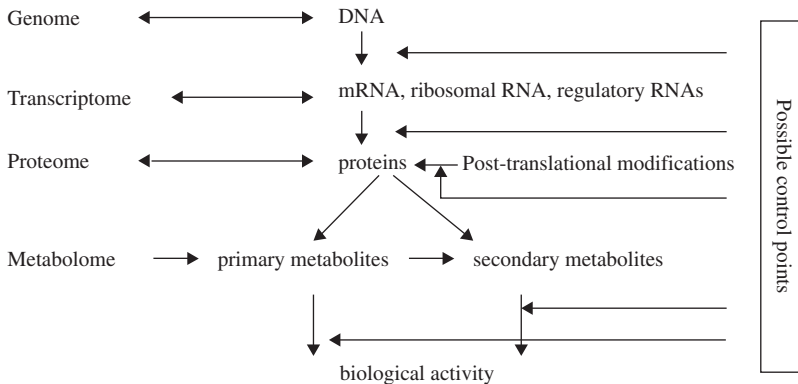 Genome DNA
Transcriptome mRNA, ribosomal RNA, regulatory RNAs
Proteome proteins Post-translational modifications
Metabolome primary metabolites secondary metabolites
biological activity
Possible control points